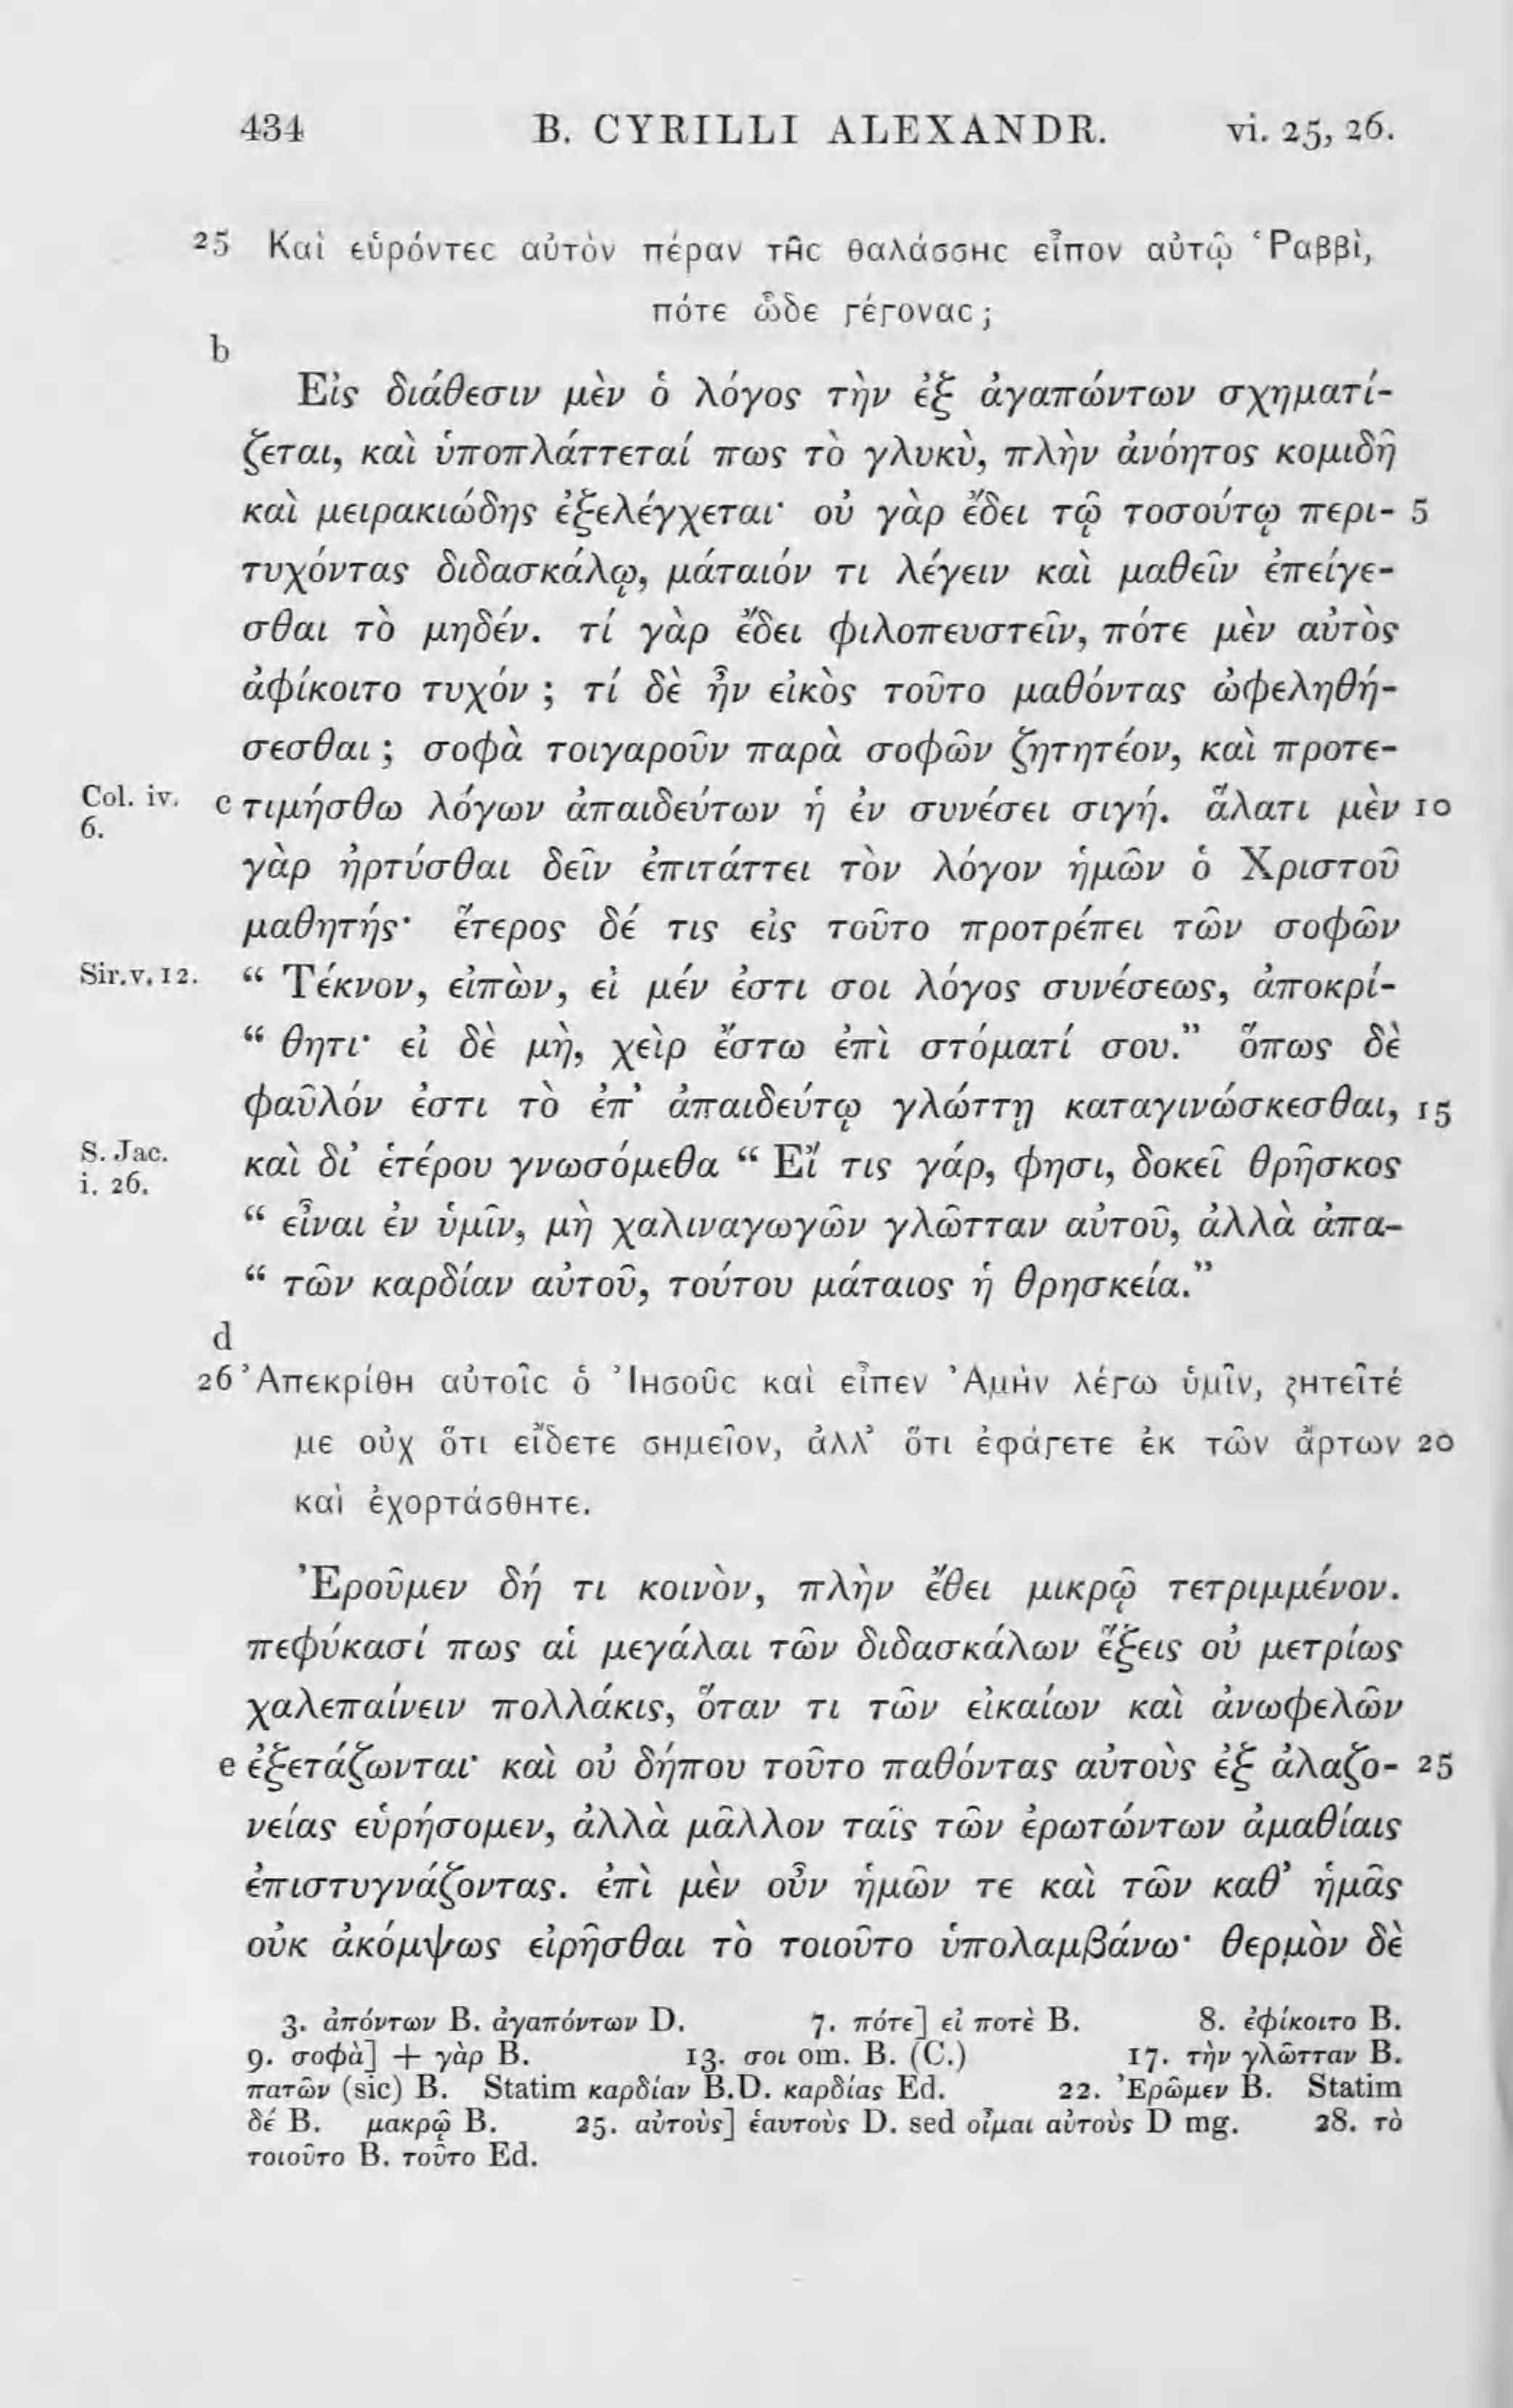 434 B. CYRILLI ALEXANDR. vi. 25, 26.
25 Καὶ εὑρόντες αὐτὸν πέραν τῆς θαλάσσης εἶπον αὐτῷ Ῥαββὶ,
πότε ὧδε γέγονας;
b
Εἰς διάθεσιν μὲν ὁ λόγος τὴν ἐξ ἀγαπώντων σχηματί-
ζεται, καὶ ὑποπλάττεταί πως τὸ γλυκὺ, πλὴν ἀνόητος κομιδῆ
καὶ μειρακιώδης ἐξελέγχεται· οὐ γὰρ ἔδει τῷ τοσούτῳ περι- 5
τυχόντας διδασκάλῳ, μάταιόν τι λέγειν καὶ μαθεῖν ἐπείγε-
σθαι τὸ μηδέν. τί γὰρ ἔδει φιλοπευστεῖν, πότε μὲν αὐτὸς
ἀφίκοιτο τυχόν ; τί δὲ ἦν εἰκὸς τοῦτο μαθόντας ὠφεληθή-
σεσθαι ; σοφὰ τοιγαροῦν παρὰ σοφῶν ζητητέον, καὶ προτε-
Col. iv. 6. c τιμήσθω λόγων ἀπαιδεύτων ἡ ἐν συνέσει σιγή. ἅλατι μὲν 10
γὰρ ἠρτύσθαι δεῖν ἐπιτάττει τὸν λόγον ἡμῶν ὁ Χριστοῦ
μαθητής· ἕτερος δέ τις εἰς τοῦτο προτρέπει τῶν σοφῶν
Sir. v. 12. “ Τέκνον, εἰπὼν, εἰ μέν ἐστι σοι λόγος συνέσεως, ἀποκρί-
“ θητι· εἰ δὲ μὴ, χεὶρ ἔστω ἐπὶ στόματί σου.” ὅπως δὲ
φαῦλόν ἐστι τὸ ἐπ’ ἀπαιδεύτῳ γλώττῃ καταγινώσκεσθαι, 15
S. Jac. i. 26. καὶ δι’ ἑτέρου γνωσόμεθα “ Εἴ τις γάρ, φησι, δοκεῖ θρῆσκος
“ εἶναι ἐν ὑμῖν, μὴ χαλιναγωγῶν γλῶτταν αὐτοῦ, ἀλλὰ ἀπα-
“ τῶν καρδίαν αὐτοῦ, τούτου μάταιος ἡ θρησκεία.”
d
26 Ἀπεκρίθη αὐτοῖς ὁ Ἰησοῦς καὶ εἶπεν Ἀμὴν λέγω ὑμῖν, ζητεῖτέ
με οὐχ ὅτι εἴδετε σημεῖον, ἀλλ’ ὅτι ἐφάγετε ἐκ τῶν ἄρτων 20
καὶ ἐχορτάσθητε.
Ἐροῦμεν δή τι κοινὸν, πλὴν ἔθει μικρῷ τετριμμένον.
πεφύκασί πως αἱ μεγάλαι τῶν διδασκάλων ἕξεις οὐ μετρίως
χαλεπαίνειν πολλάκις, ὅταν τι τῶν εἰκαίων καὶ ἀνωφελῶν
e ἐξετάζωνται· καὶ οὐ δήπου τοῦτο παθόντας αὐτοὺς ἐξ ἀλαζο- 25
νείας εὑρήσομεν, ἀλλὰ μᾶλλον ταῖς τῶν ἐρωτώντων ἀμαθίαις
ἐπιστυγνάζοντας. ἐπὶ μὲν οὖν ἡμῶν τε καὶ τῶν καθ’ ἡμᾶς
οὐκ ἀκόμψως εἰρῆσθαι τὸ τοιοῦτο ὑπολαμβάνω· θερμὸν δὲ
3. ἀπόντων B. ἀγαπόντων D. 7. πότε] εἰ ποτὲ B. 8. ἐφίκοιτο B.
9. σοφὰ] + γὰρ B. 13. σοι om. B. (C.) 17. τὴν γλῶτταν B.
πατῶν (sic) B. Statim καρδίαν B.D. καρδίας Ed. 22. Ἐρῶμεν B. Statim
δέ B. μακρῷ B. 25. αὐτοὺς] ἑαυτοὺς D. sed οἶμαι αὐτοὺς D mg. 28. τὸ
τοιοῦτο B. τοῦτο Ed.